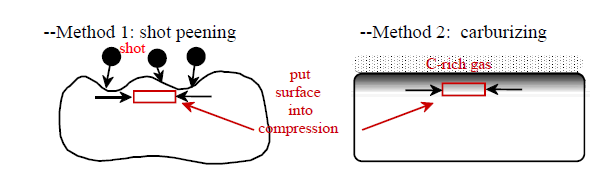 --Method 1: shot peening
shot
put
surface
into
compression
--Method 2: carburizing
C-rich gas